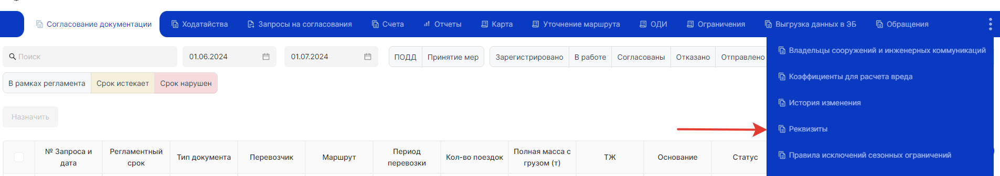 Согласование документации
Ходатайства
Запросы на согласования
Счета
Отчеты
Карта
Уточнение маршрута
ОДИ
Ограничения
Выгрузка данных в ЭБ
Обращения
Поиск
01.06.2024
01.07.2024
ПОДД
Принятие мер
Зарегистрировано
В работе
Согласованы
Отказано
Отправлено
Владельцы сооружений и инженерных коммуникаций
Коэффициенты для расчета вреда
История изменения
Реквизиты
Правила исключений сезонных ограничений
В рамках регламента
Срок истекает
Срок нарушен
Назначить
№ Запроса и
дата
Регламентный
срок
Тип документа
Перевозчик
Маршрут
Период
перевозки
Кол-во поездок
Полная масса с
грузом (т)
ТЖ
Основание
Статус